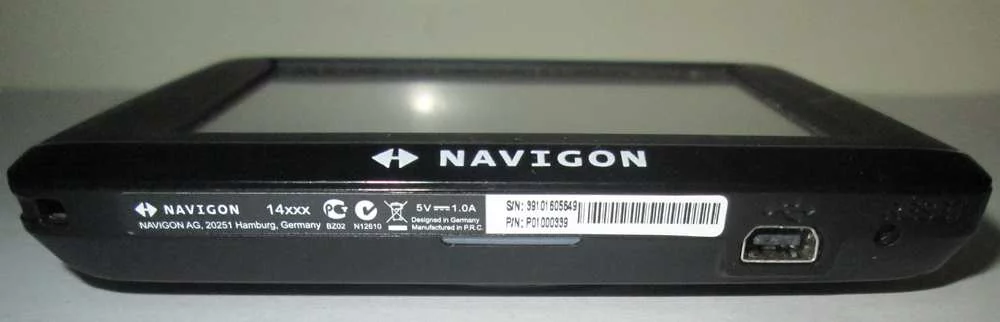 NAVIGON
NAVIGON 14xxx 5V 1.0A
NAVIGON AG, 20251 Hamburg, Germany BZ02 N12610
Designed in Germany
Manufactured in P.R.C.
S/N: 39101605649
P/N: P01000339